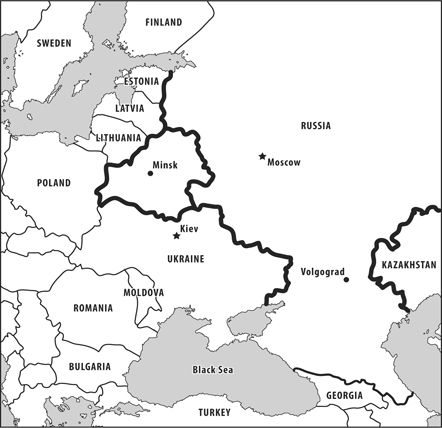 FINLAND
SWEDEN
ESTONIA
LATVIA
RUSSIA
LITHUANIA
Minsk
Moscow
POLAND
Kiev
UKRAINE
KAZAKHSTAN
Volgograd
MOLDOVA
ROMANIA
BULGARIA
Black Sea
GEORGIA
TURKEY